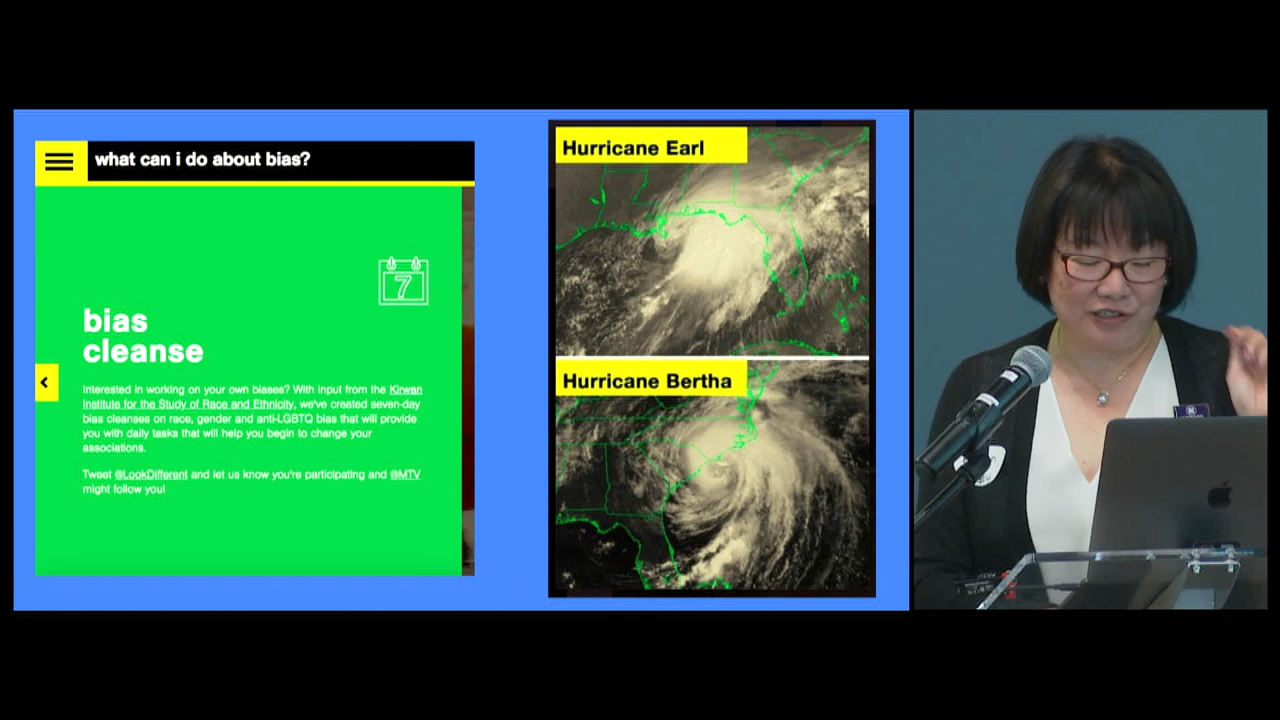 what can i do about bias?
7
bias
cleanse
Interested in working on your own biases? With input from the Kirwan
Institute for the Study of Race and Ethnicity, we've created seven-day
bias cleanses on race, gender and anti-LGBTQ bias that will provide
you with daily tasks that will help you begin to change your
associations.
Tweet @LookDifferent and let us know you're participating and @MTV
might follow you!
Hurricane Earl
Hurricane Bertha